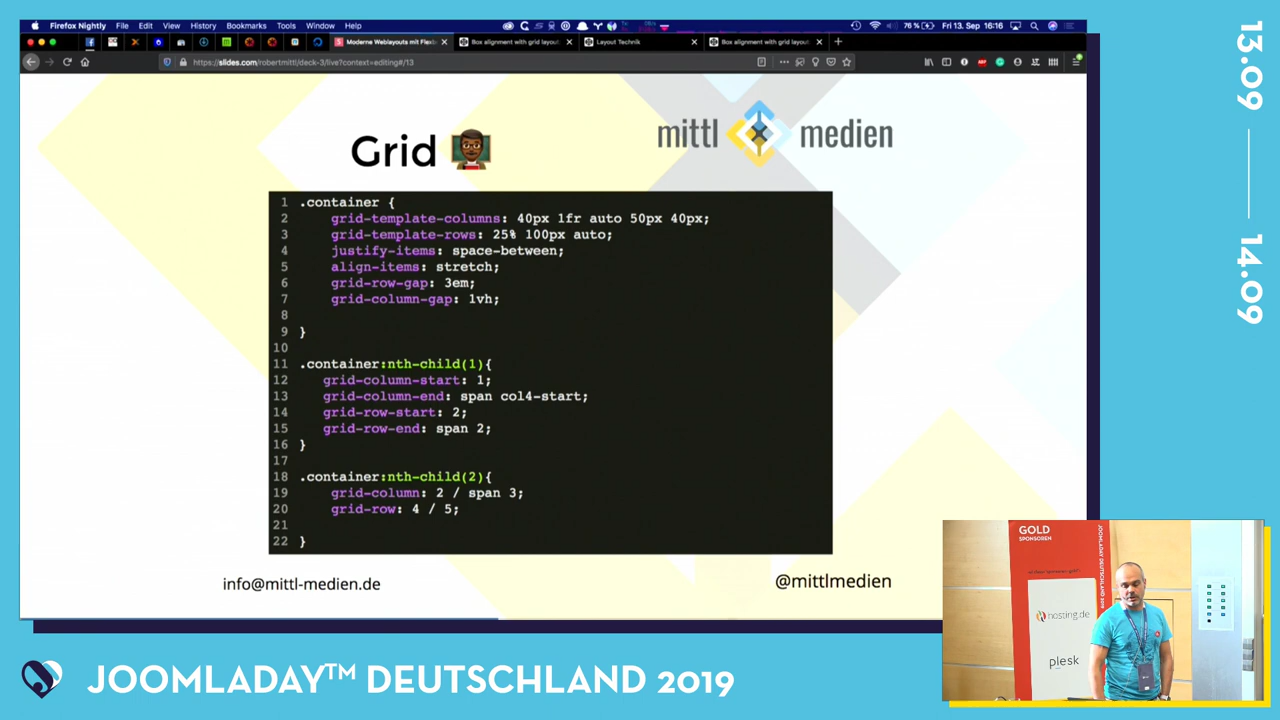 Firefox Nightly File Edit View History Bookmarks Tools Window Help
76 % Fri 13. Sep 16:16
Moderne Weblayouts mit Flexb
Box alignment with grid layou
Layout Technik
Box alignment with grid layou
https://slides.com/robertmittl/deck-3/live?context=editing#/13
Grid
mittl medien
1 .container {
2 grid-template-columns: 40px 1fr auto 50px 40px;
3 grid-template-rows: 25% 100px auto;
4 justify-items: space-between;
5 align-items: stretch;
6 grid-row-gap: 3em;
7 grid-column-gap: 1vh;
8
9 }
10
11 .container:nth-child(1){
12 grid-column-start: 1;
13 grid-column-end: span col4-start;
14 grid-row-start: 2;
15 grid-row-end: span 2;
16 }
17
18 .container:nth-child(2){
19 grid-column: 2 / span 3;
20 grid-row: 4 / 5;
21
22 }
info@mittl-medien.de
@mittlmedien
13.09
14.09
GOLD
SPONSOREN
JOOMLADAY DEUTSCHLAND 2019
hosting.de
plesk
JOOMLADAY™ DEUTSCHLAND 2019